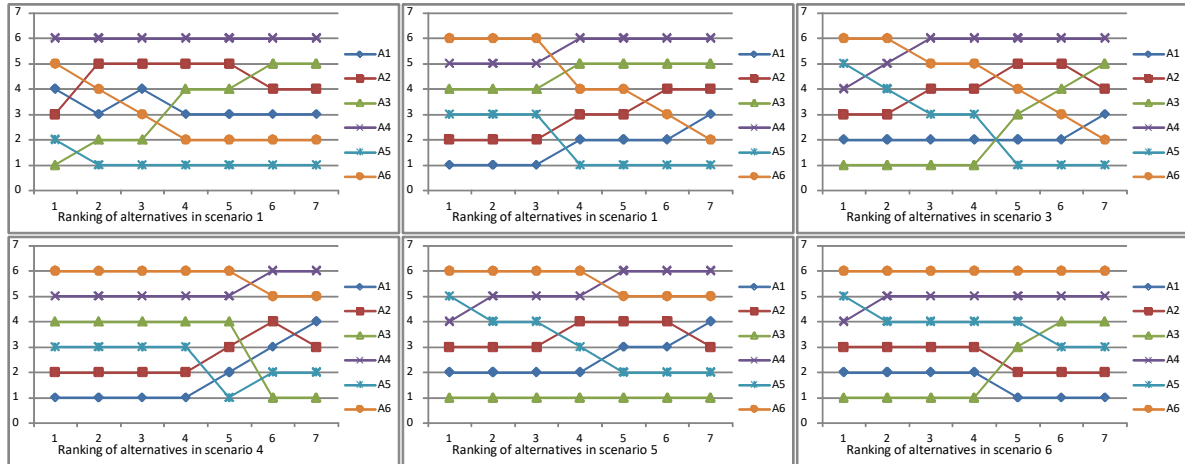 7
6
5
4
3
2
1
0
1 2 3 4 5 6 7
Ranking of alternatives in scenario 1
A1
A2
A3
A4
A5
A6
7
6
5
4
3
2
1
0
1 2 3 4 5 6 7
Ranking of alternatives in scenario 1
A1
A2
A3
A4
A5
A6
7
6
5
4
3
2
1
0
1 2 3 4 5 6 7
Ranking of alternatives in scenario 3
A1
A2
A3
A4
A5
A6
7
6
5
4
3
2
1
0
1 2 3 4 5 6 7
Ranking of alternatives in scenario 4
A1
A2
A3
A4
A5
A6
7
6
5
4
3
2
1
0
1 2 3 4 5 6 7
Ranking of alternatives in scenario 5
A1
A2
A3
A4
A5
A6
7
6
5
4
3
2
1
0
1 2 3 4 5 6 7
Ranking of alternatives in scenario 6
A1
A2
A3
A4
A5
A6